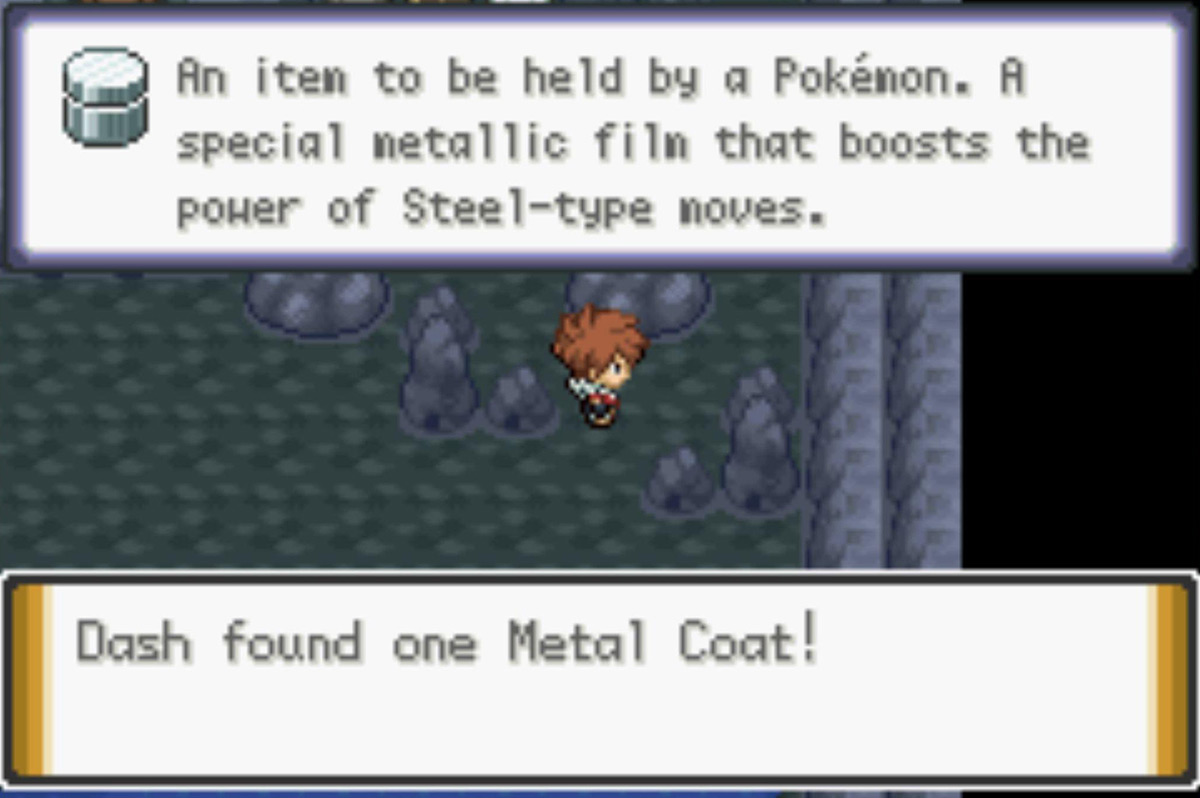 An item to be held by a Pokémon. A
special metallic film that boosts the
power of Steel-type moves.
Dash found one Metal Coat!